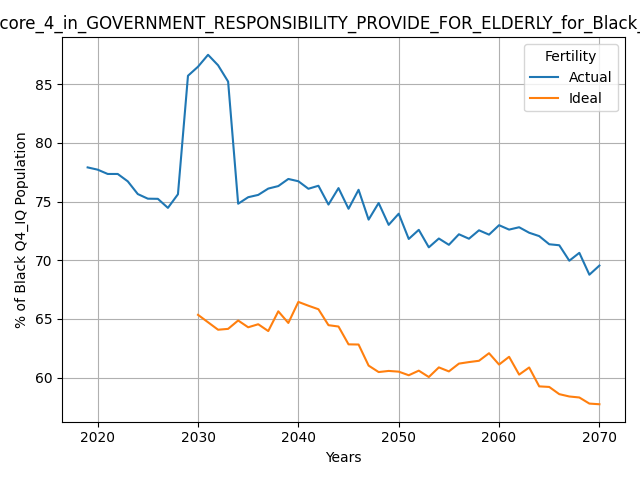 core_4_in_GOVERNMENT_RESPONSIBILITY_PROVIDE_FOR_ELDERLY_for_Black_
Fertility
Actual
Ideal
% of Black Q4_IQ Population
85
80
75
70
65
60
2020 2030 2040 2050 2060 2070
Years